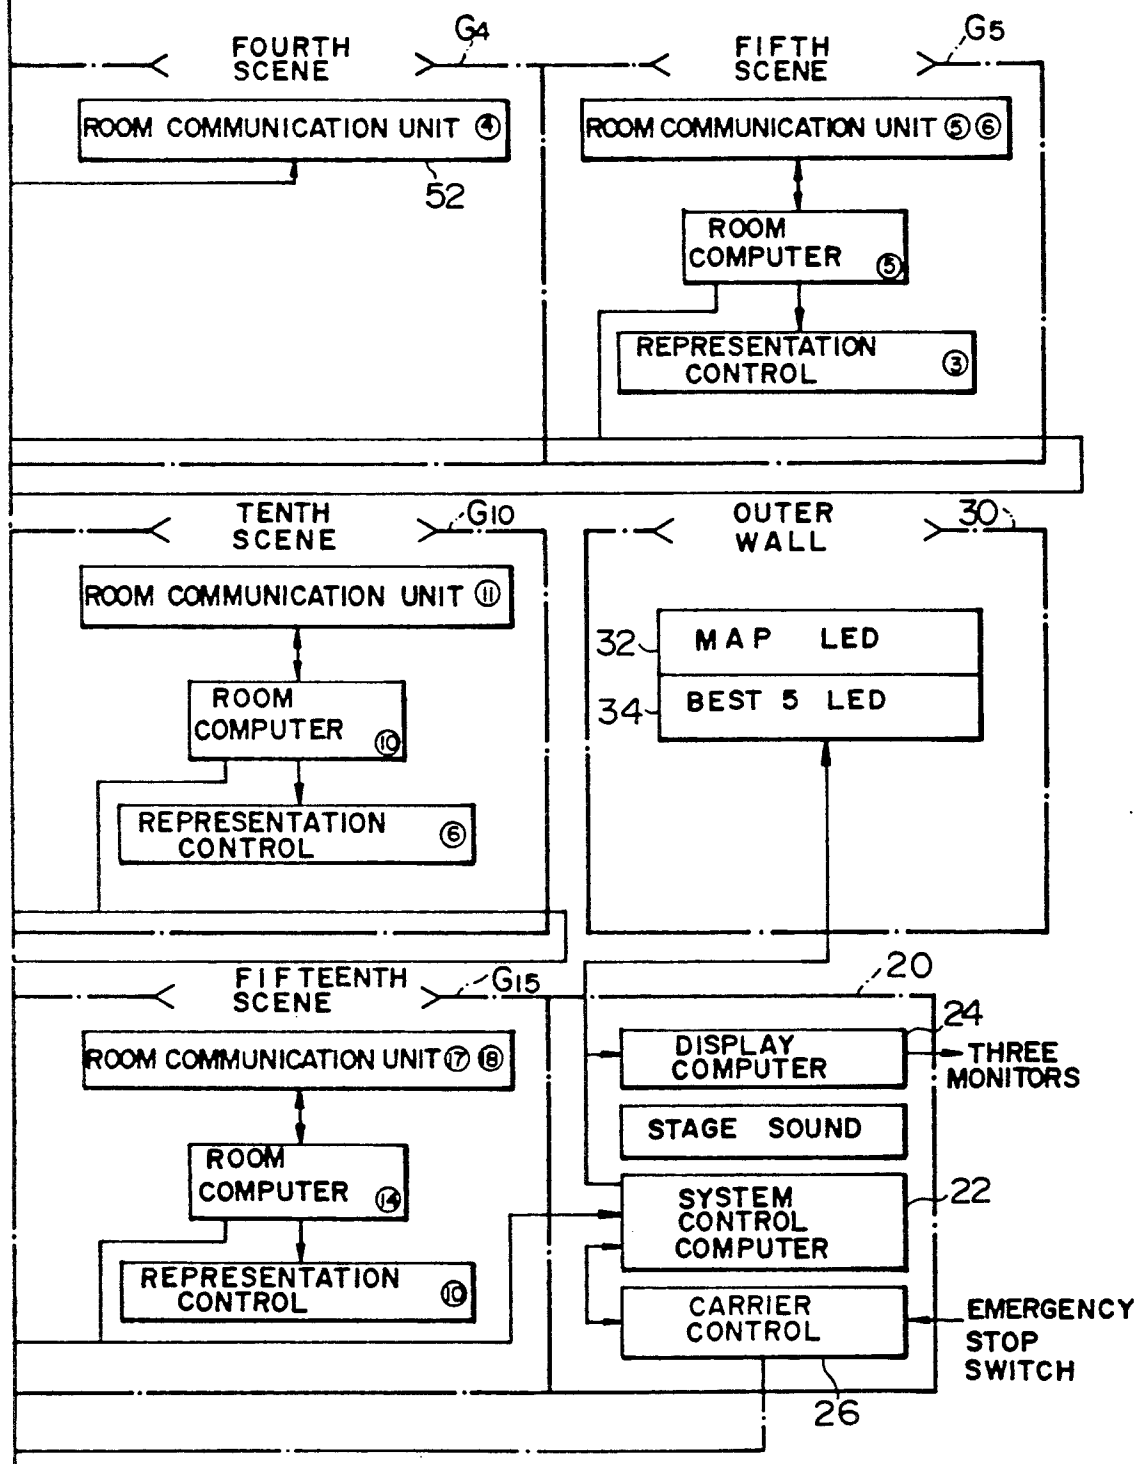 FOURTH
SCENE
G4
ROOM COMMUNICATION UNIT ④
52
FIFTH
SCENE
G5
ROOM COMMUNICATION UNIT ⑤ ⑥
ROOM
COMPUTER ⑤
REPRESENTATION
CONTROL ③
TENTH
SCENE
G10
ROOM COMMUNICATION UNIT ⑪
ROOM
COMPUTER ⑩
REPRESENTATION
CONTROL ⑥
OUTER
WALL
30
32 MAP LED
34 BEST 5 LED
FIFTEENTH
SCENE
G15
ROOM COMMUNICATION UNIT ⑰ ⑱
ROOM
COMPUTER ⑭
REPRESENTATION
CONTROL ⑩
20
24
DISPLAY
COMPUTER
THREE
MONITORS
STAGE SOUND
SYSTEM
CONTROL
COMPUTER
22
CARRIER
CONTROL
26
EMERGENCY
STOP
SWITCH